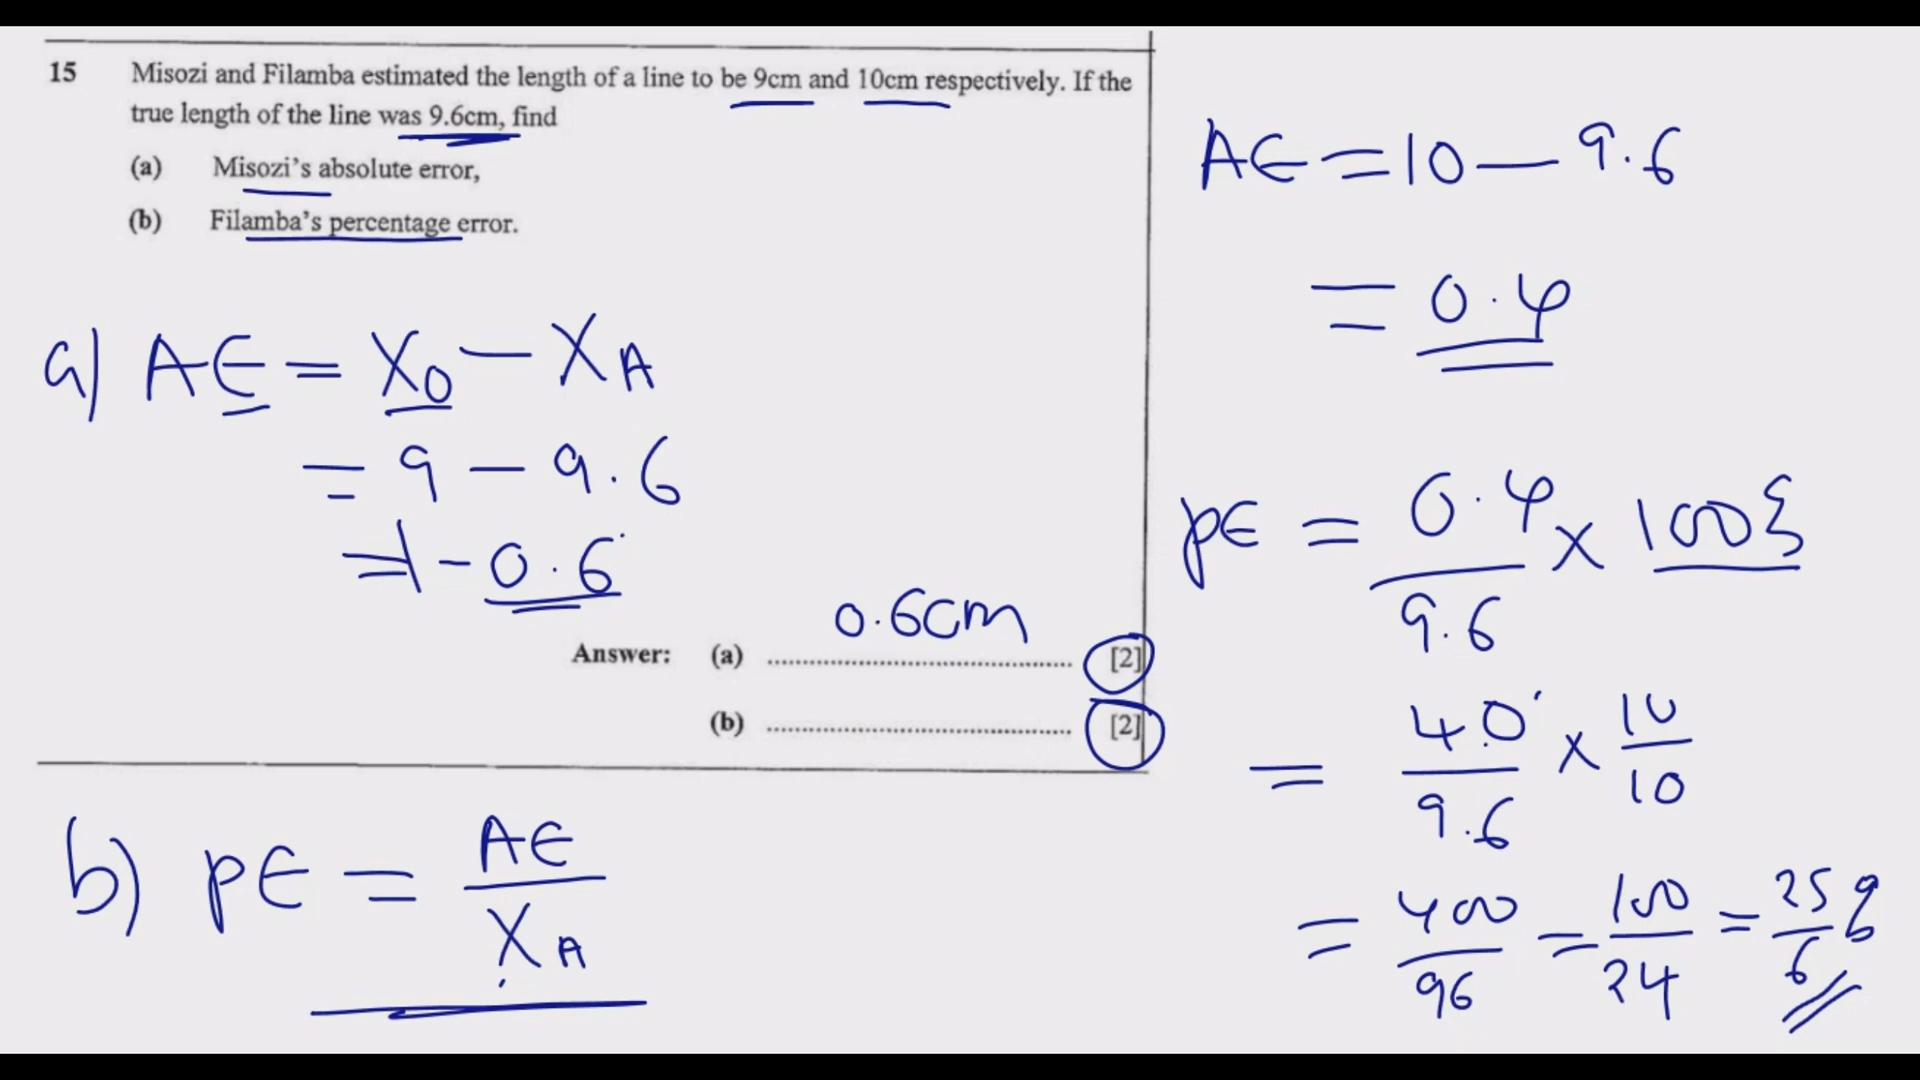 15 Misozi and Filamba estimated the length of a line to be 9cm and 10cm respectively. If the
true length of the line was 9.6cm, find
(a) Misozi's absolute error,
(b) Filamba's percentage error.
a) AE = X0 − XA
= 9 − 9.6
= − 0.6
0.6cm
Answer: (a) ........................................ [2]
(b) ........................................ [2]
b) PE = AE
XA
AE = 10 − 9.6
= 0.4
PE = 0.4 × 100%
9.6
= 40 × 10
9.6 10
= 400 = 100 = 25 %
96 24 6